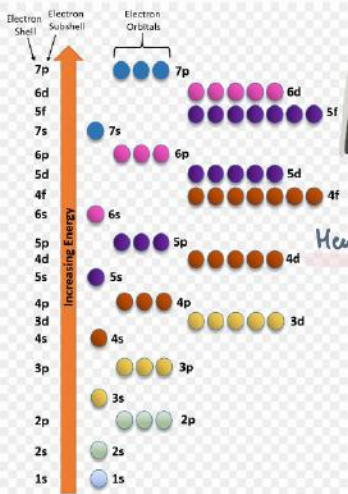 Electron Shell
Electron Subshell
Electron Orbitals
7p 7p
6d 6d
5f 5f
7s 7s
6p 6p
5d 5d
4f 4f
6s 6s
5p 5p
4d 4d
5s 5s
4p 4p
3d 3d
4s 4s
3p 3p
3s
2p 2p
2s 2s
1s 1s
Increasing Energy